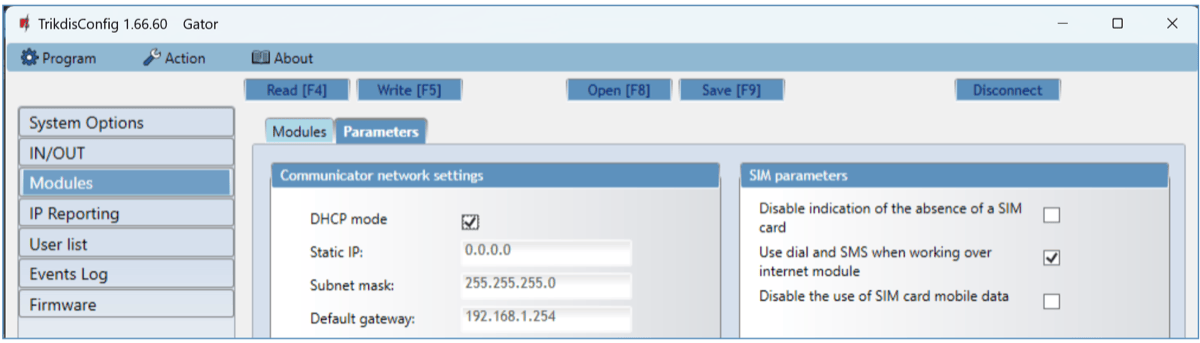 TrikdisConfig 1.66.60    Gator
Program    Action    About
Read [F4]    Write [F5]    Open [F8]    Save [F9]    Disconnect
System Options
IN/OUT
Modules
IP Reporting
User list
Events Log
Firmware
Modules    Parameters
Communicator network settings
DHCP mode
Static IP:    0.0.0.0
Subnet mask:    255.255.255.0
Default gateway:    192.168.1.254
SIM parameters
Disable indication of the absence of a SIM
card
Use dial and SMS when working over
internet module
Disable the use of SIM card mobile data